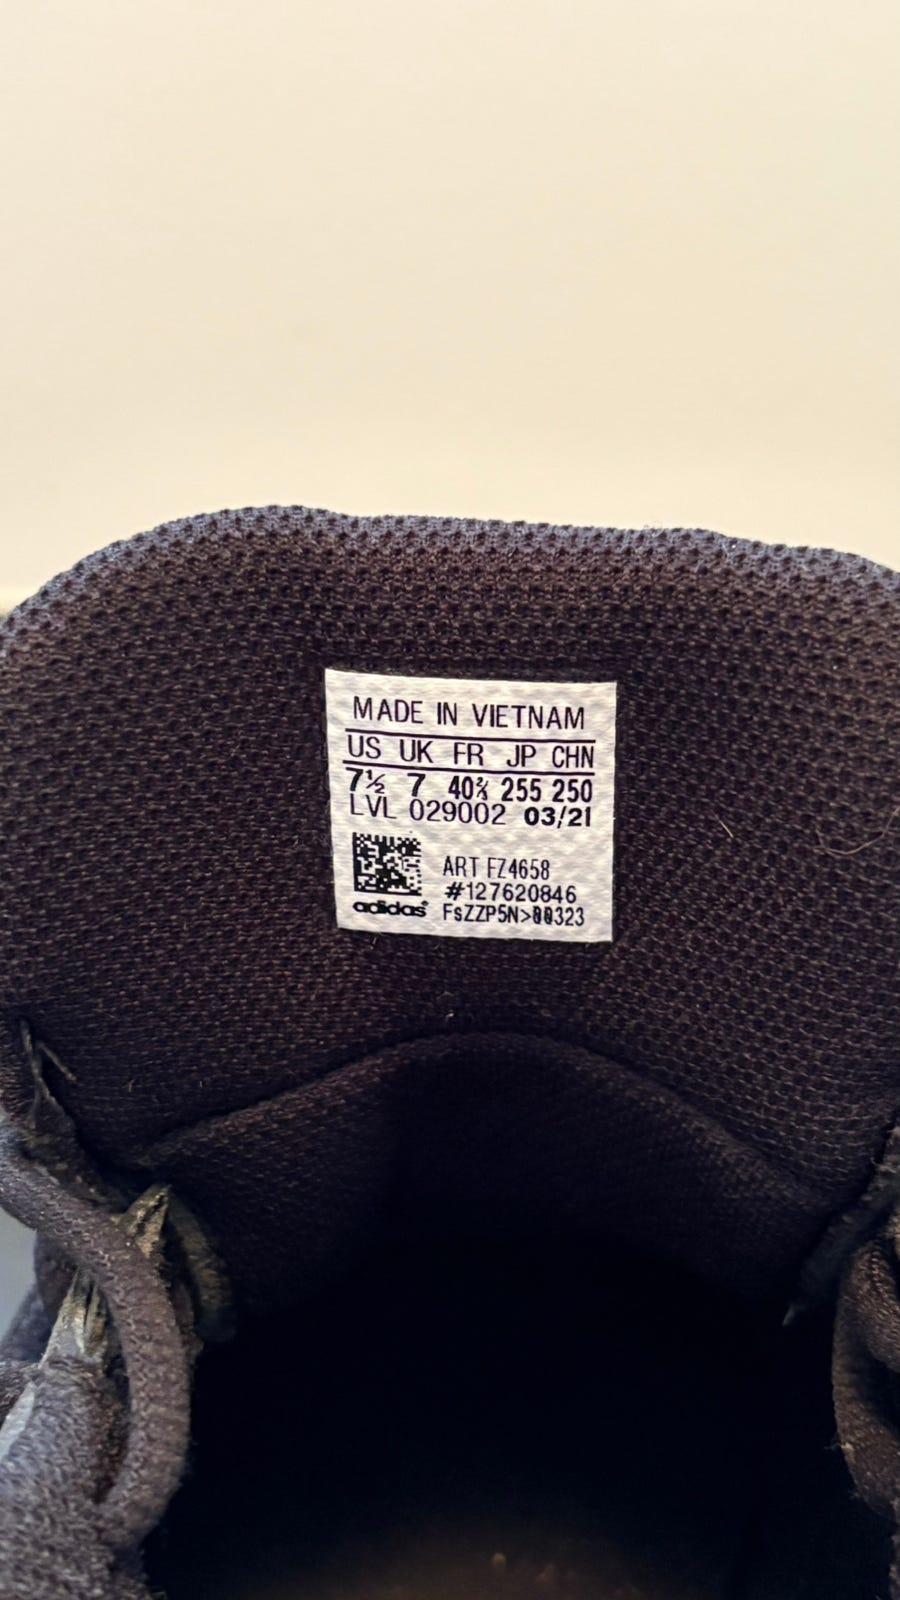 MADE IN VIETNAM
US UK FR JP CHN
7½ 7 40⅔ 255 250
LVL 029002 03/21
ART FZ4658
#127620846
adidas FsZZP5N>00323